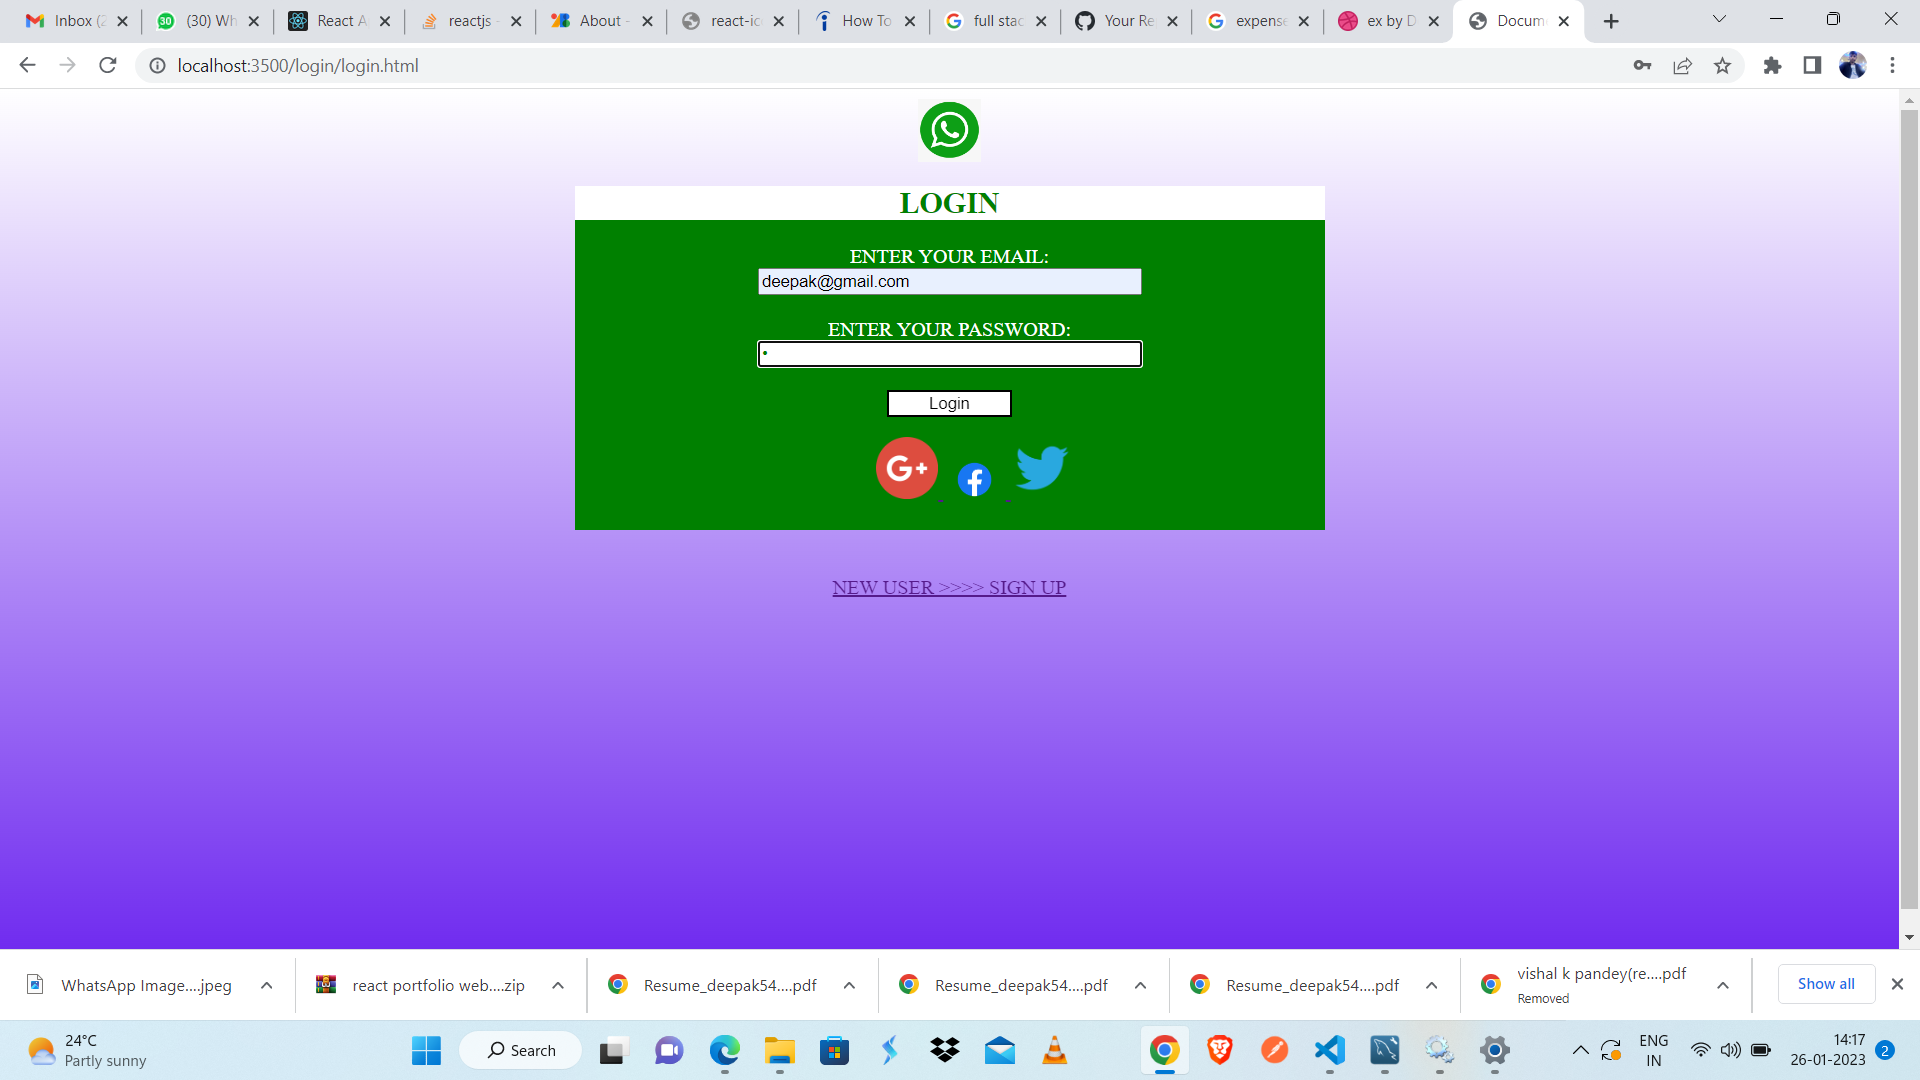 Inbox (2
(30) Wh
React A
reactjs -
About -
react-ic
How To
full stac
Your Re
expense
ex by D
Docum
localhost:3500/login/login.html
LOGIN
ENTER YOUR EMAIL:
deepak@gmail.com
ENTER YOUR PASSWORD:
•
Login
G+
NEW USER >>>> SIGN UP
WhatsApp Image....jpeg
react portfolio web....zip
Resume_deepak54....pdf
Resume_deepak54....pdf
Resume_deepak54....pdf
vishal k pandey(re....pdf
Removed
Show all
24°C
Partly sunny
Search
ENG
IN
14:17
26-01-2023
2